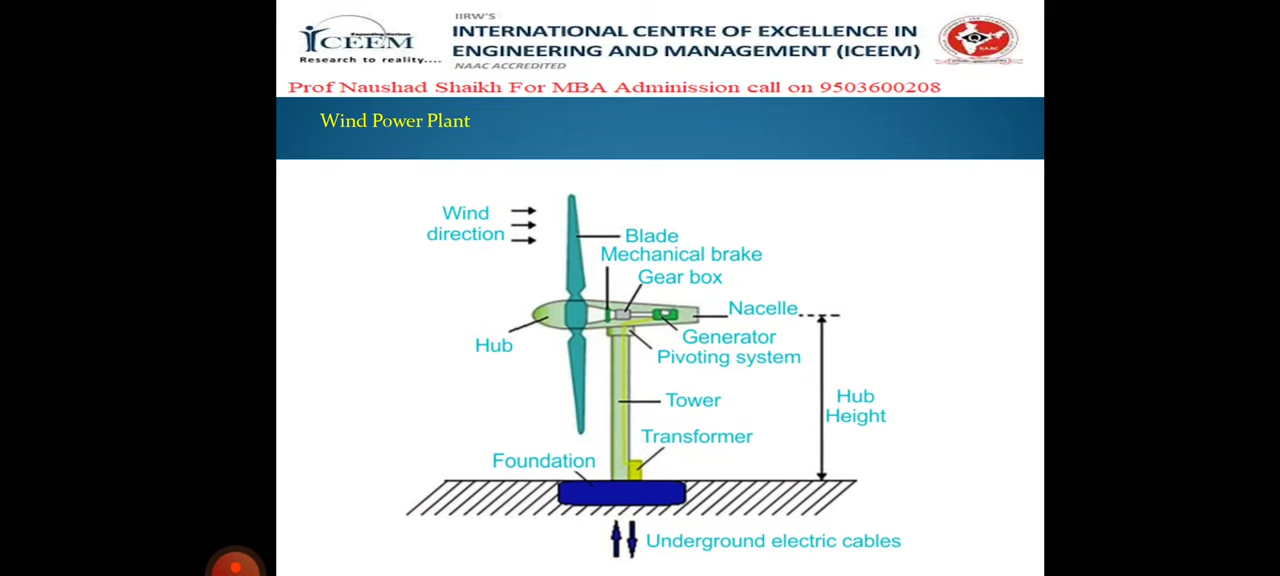 IIRW'S
INTERNATIONAL CENTRE OF EXCELLENCE IN
ENGINEERING AND MANAGEMENT (ICEEM)
NAAC ACCREDITED
ICEEM
Research to reality....
NAAC
Prof Naushad Shaikh For MBA Adminission call on 9503600208
Wind Power Plant
Wind
direction
Blade
Mechanical brake
Gear box
Nacelle
Generator
Hub
Pivoting system
Tower
Hub
Height
Transformer
Foundation
Underground electric cables